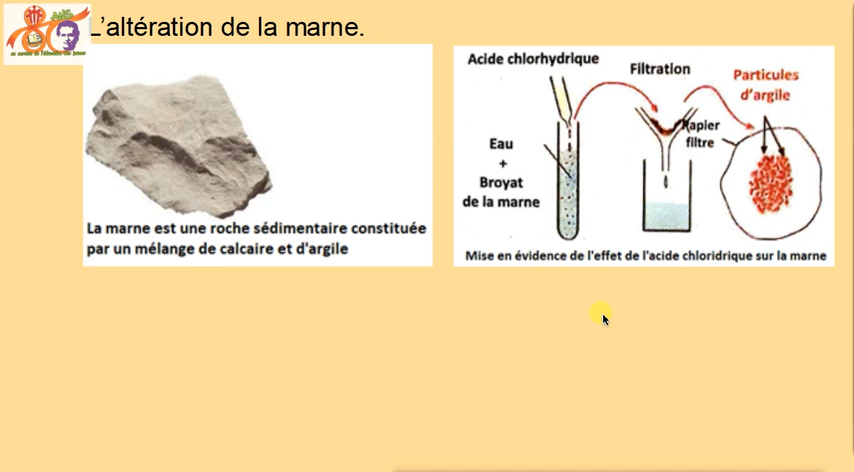 L'altération de la marne.
La marne est une roche sédimentaire constituée
par un mélange de calcaire et d'argile
Acide chlorhydrique
Filtration
Particules
d'argile
Papier
filtre
Eau
+
Broyat
de la marne
Mise en évidence de l'effet de l'acide chloridrique sur la marne